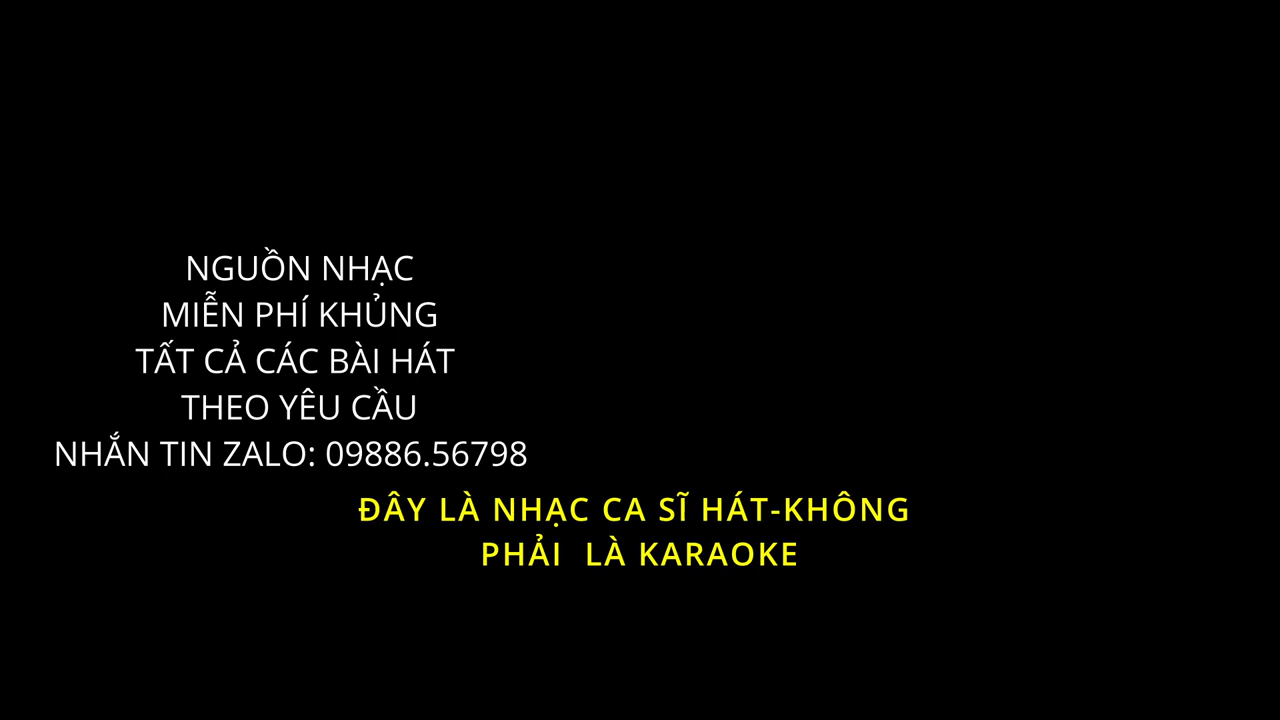 NGUỒN NHẠC
MIỄN PHÍ KHỦNG
TẤT CẢ CÁC BÀI HÁT
THEO YÊU CẦU
NHẮN TIN ZALO: 09886.56798
ĐÂY LÀ NHẠC CA SĨ HÁT-KHÔNG
PHẢI  LÀ KARAOKE